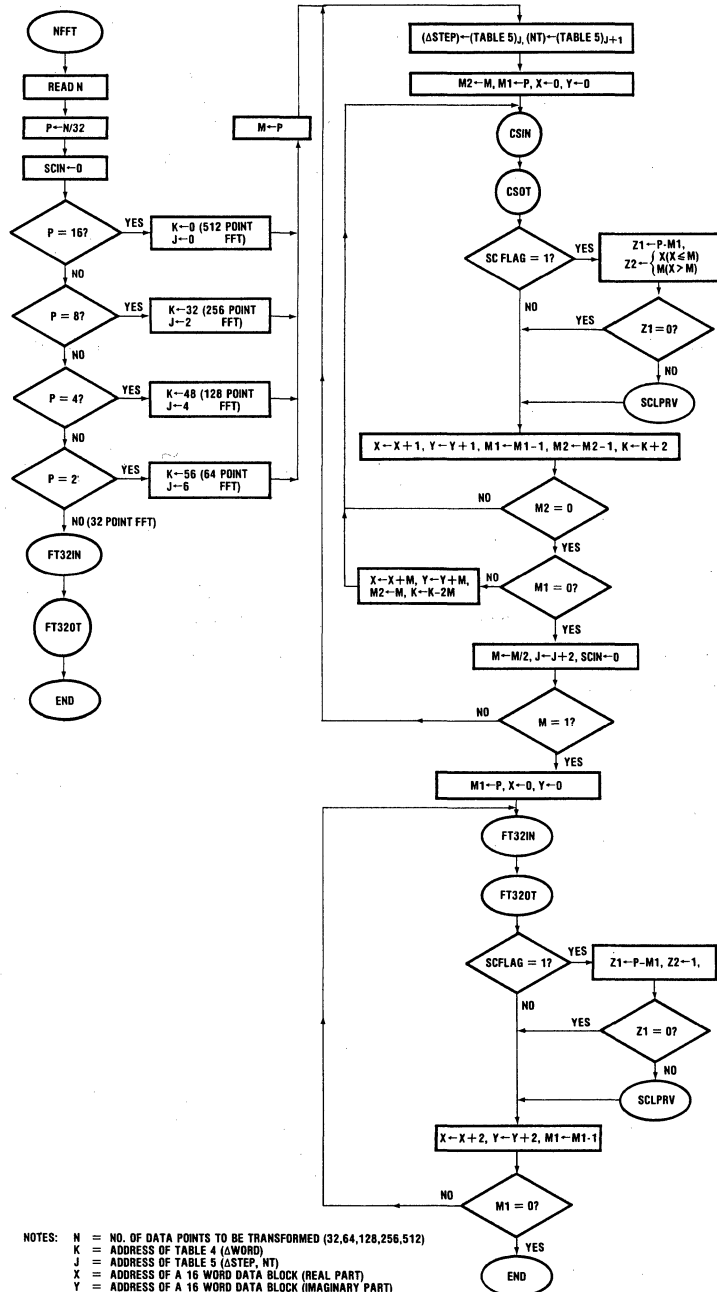 NFFT
READ N
P←N/32
SCIN←0
P = 16?
YES
K←0 (512 POINT
J←0 FFT)
NO
P = 8?
YES
K←32 (256 POINT
J←2 FFT)
NO
P = 4?
YES
K←48 (128 POINT
J←4 FFT)
NO
P = 2
YES
K←56 (64 POINT
J←6 FFT)
NO (32 POINT FFT)
FT32IN
FT32OT
END
M←P
(ΔSTEP)←(TABLE 5)J, (NT)←(TABLE 5)J+1
M2←M, M1←P, X←0, Y←0
CSIN
CSOT
SC FLAG = 1?
YES
Z1←P-M1,
Z2← { X(X ≤ M)
M(X > M)
NO
YES
Z1 = 0?
NO
SCLPRV
X←X+1, Y←Y+1, M1←M1-1, M2←M2-1, K←K+2
NO
M2 = 0
YES
X←X+M, Y←Y+M,
M2←M, K←K-2M
NO
M1 = 0?
YES
M←M/2, J←J+2, SCIN←0
NO
M = 1?
YES
M1←P, X←0, Y←0
FT32IN
FT32OT
SCFLAG = 1?
YES
Z1←P-M1, Z2←1,
NO
YES
Z1 = 0?
NO
SCLPRV
X←X+2, Y←Y+2, M1←M1-1
NO
M1 = 0?
YES
END
NOTES: N = NO. OF DATA POINTS TO BE TRANSFORMED (32,64,128,256,512)
K = ADDRESS OF TABLE 4 (ΔWORD)
J = ADDRESS OF TABLE 5 (ΔSTEP, NT)
X = ADDRESS OF A 16 WORD DATA BLOCK (REAL PART)
Y = ADDRESS OF A 16 WORD DATA BLOCK (IMAGINARY PART)